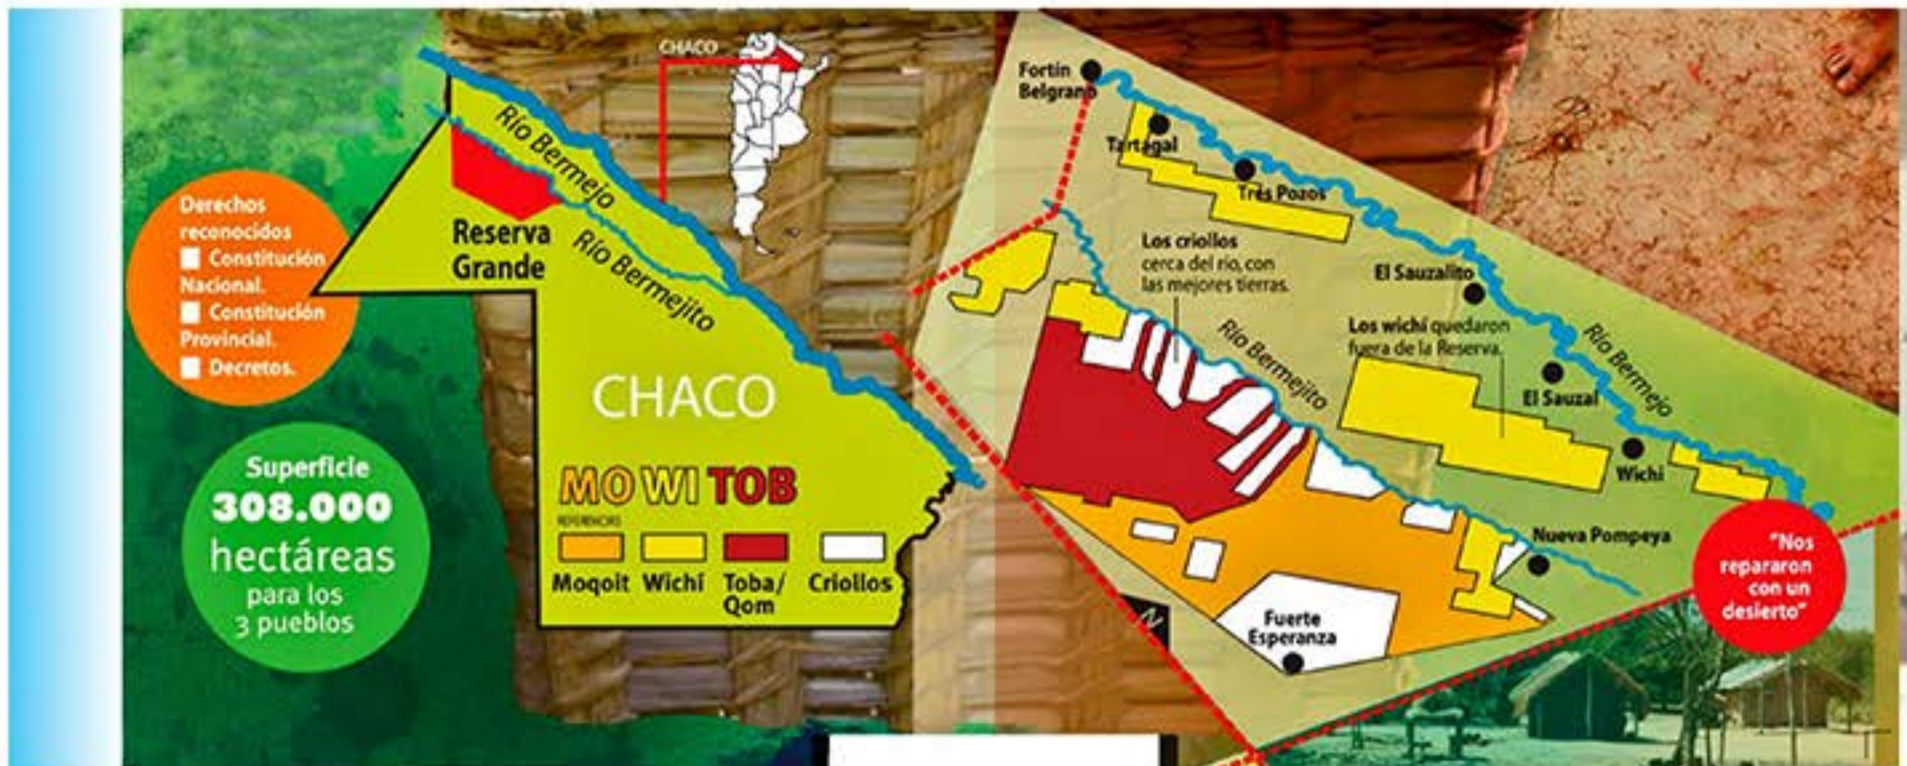 CHACO
Derechos
reconocidos
Constitución
Nacional.
Constitución
Provincial.
Decretos.
Superficie
308.000
hectáreas
para los
3 pueblos
Río Bermejo
Reserva
Grande
Río Bermejito
CHACO
MO WI TOB
REFERENCIAS
Moqoit
Wichí
Toba/
Qom
Criollos
Fortín
Belgrano
Tartagal
Tres Pozos
Los criollos
cerca del río, con
las mejores tierras.
El Sauzalito
Río Bermejito
Los wichí quedaron
fuera de la Reserva.
Río Bermejo
El Sauzal
Wichi
Nueva Pompeya
Fuerte
Esperanza
"Nos
repararon
con un
desierto"
N